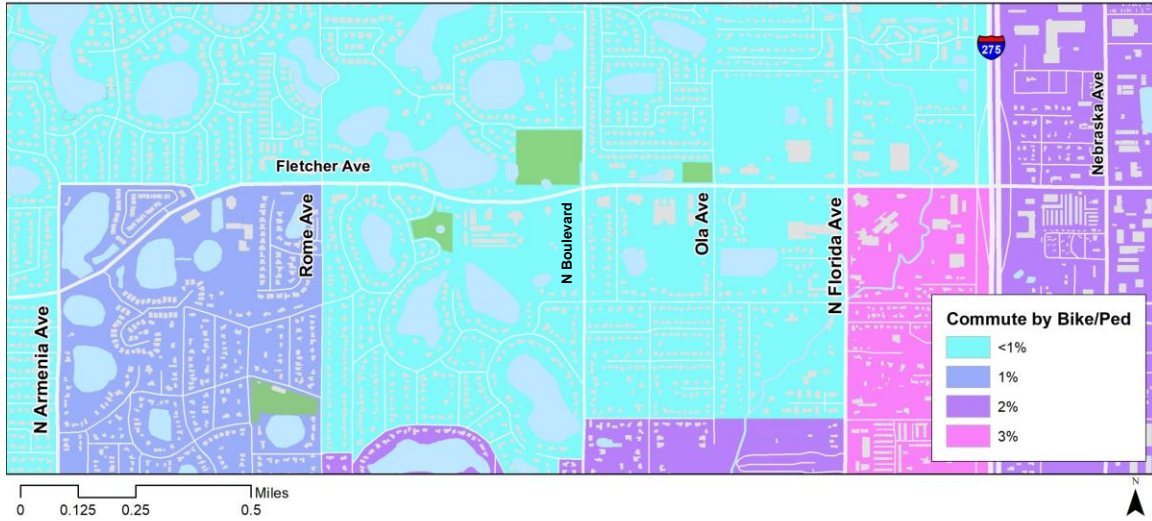 275
Nebraska Ave
Fletcher Ave
Rome Ave
N Boulevard
Ola Ave
N Florida Ave
N Armenia Ave
Commute by Bike/Ped
<1%
1%
2%
3%
Miles
0 0.125 0.25 0.5
N